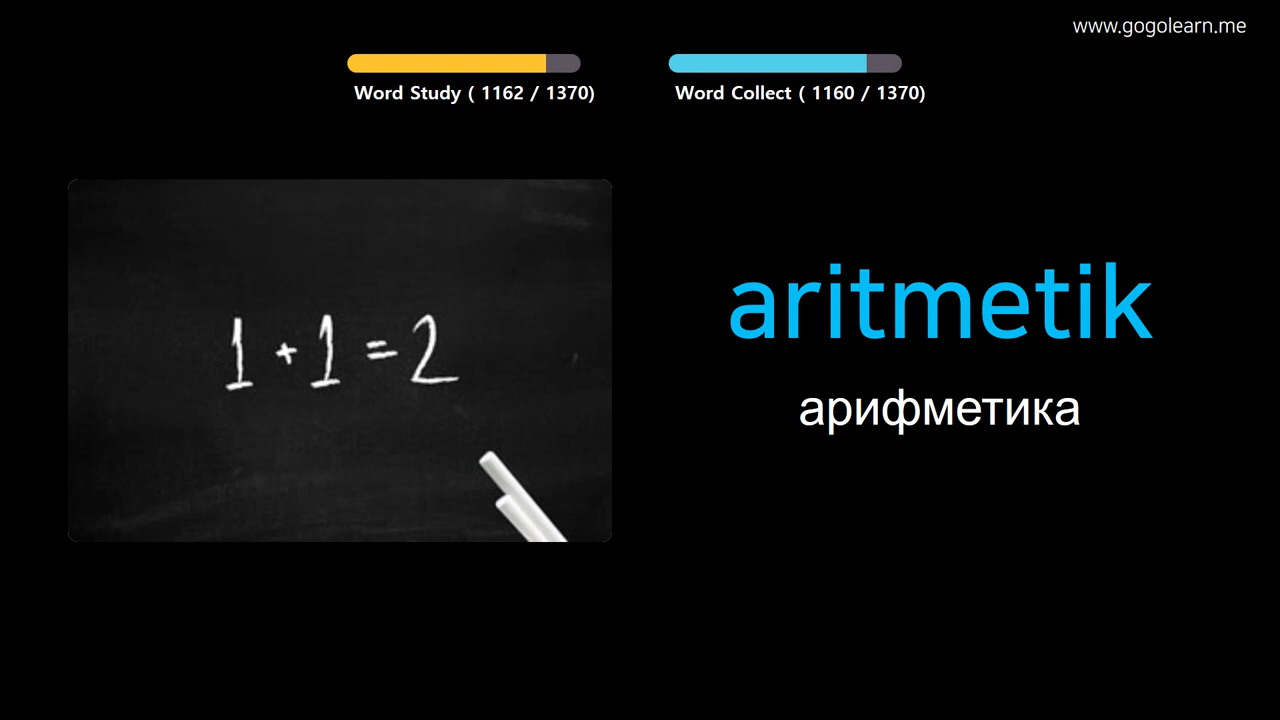 www.gogolearn.me
Word Study ( 1162 / 1370)
Word Collect ( 1160 / 1370)
1 + 1 = 2
aritmetik
арифметика